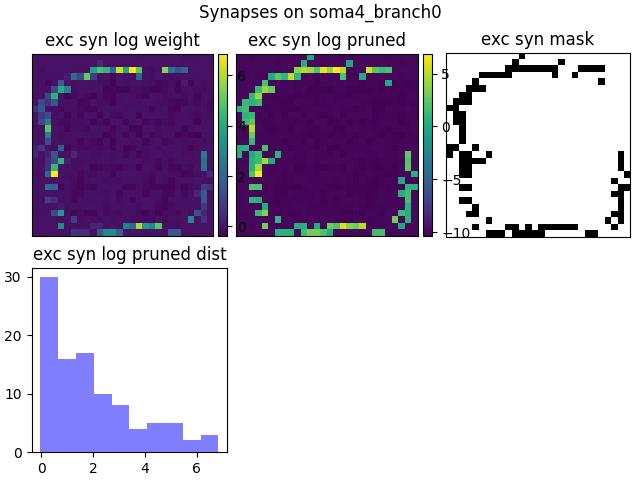 Synapses on soma4_branch0
exc syn log weight
exc syn log pruned
exc syn mask
6
4
2
0
5
0
−5
−10
exc syn log pruned dist
30
20
10
0
0 2 4 6